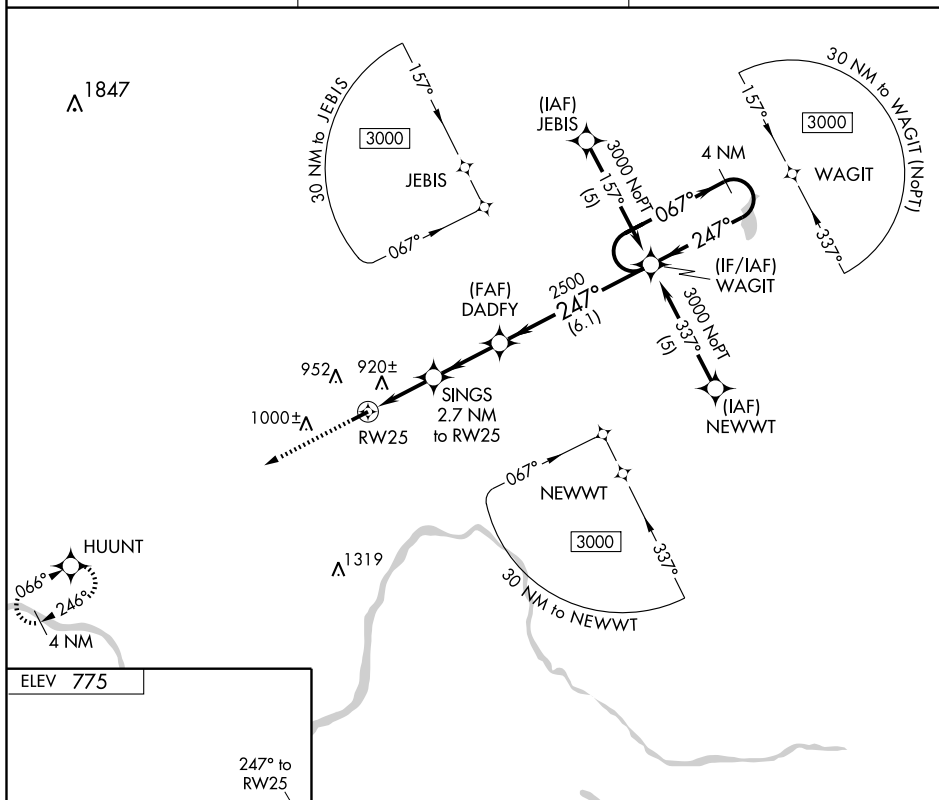 1847
30 NM to JEBIS
157°
3000
JEBIS
067°
(IAF)
JEBIS
3000 NoPT
157°
(5)
4 NM
067°
247°
30 NM to WAGIT (NoPT)
157°
3000
WAGIT
337°
(IF/IAF)
WAGIT
2500
247°
(6.1)
(FAF)
DADFY
3000 NoPT
337°
(5)
(IAF)
NEWWT
952
920±
SINGS
2.7 NM
to RW25
1000±
RW25
067°
NEWWT
3000
337°
30 NM to NEWWT
HUUNT
066°
246°
4 NM
1319
ELEV 775
247° to
RW25